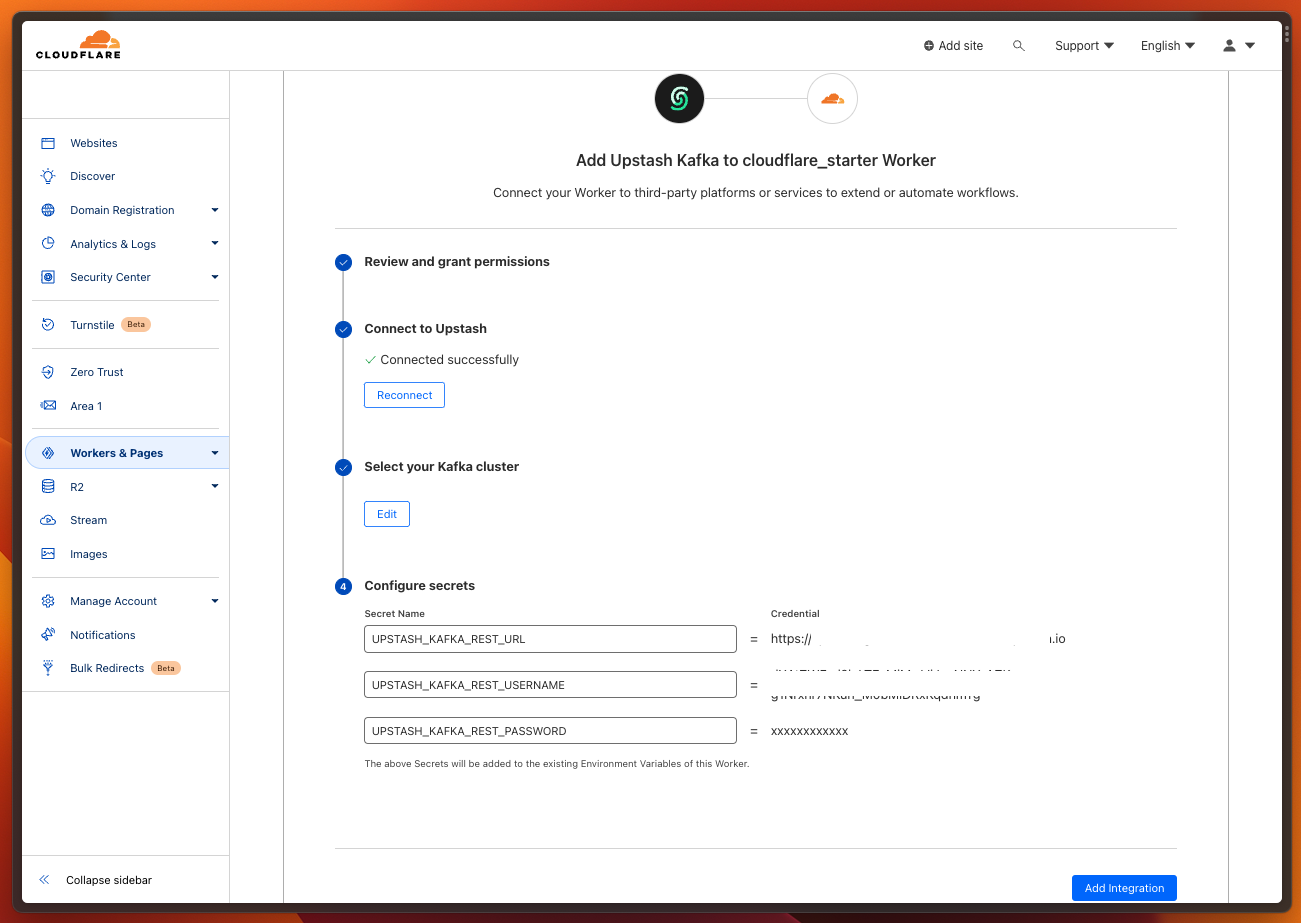 CLOUDFLARE
Add site
Support
English
Websites
Discover
Domain Registration
Analytics & Logs
Security Center
Turnstile Beta
Zero Trust
Area 1
Workers & Pages
R2
Stream
Images
Manage Account
Notifications
Bulk Redirects Beta
Collapse sidebar
Add Upstash Kafka to cloudflare_starter Worker
Connect your Worker to third-party platforms or services to extend or automate workflows.
Review and grant permissions
Connect to Upstash
Connected successfully
Reconnect
Select your Kafka cluster
Edit
4 Configure secrets
Secret Name Credential
UPSTASH_KAFKA_REST_URL = https:// .io
UPSTASH_KAFKA_REST_USERNAME =
UPSTASH_KAFKA_REST_PASSWORD = xxxxxxxxxxxx
The above Secrets will be added to the existing Environment Variables of this Worker.
Add Integration